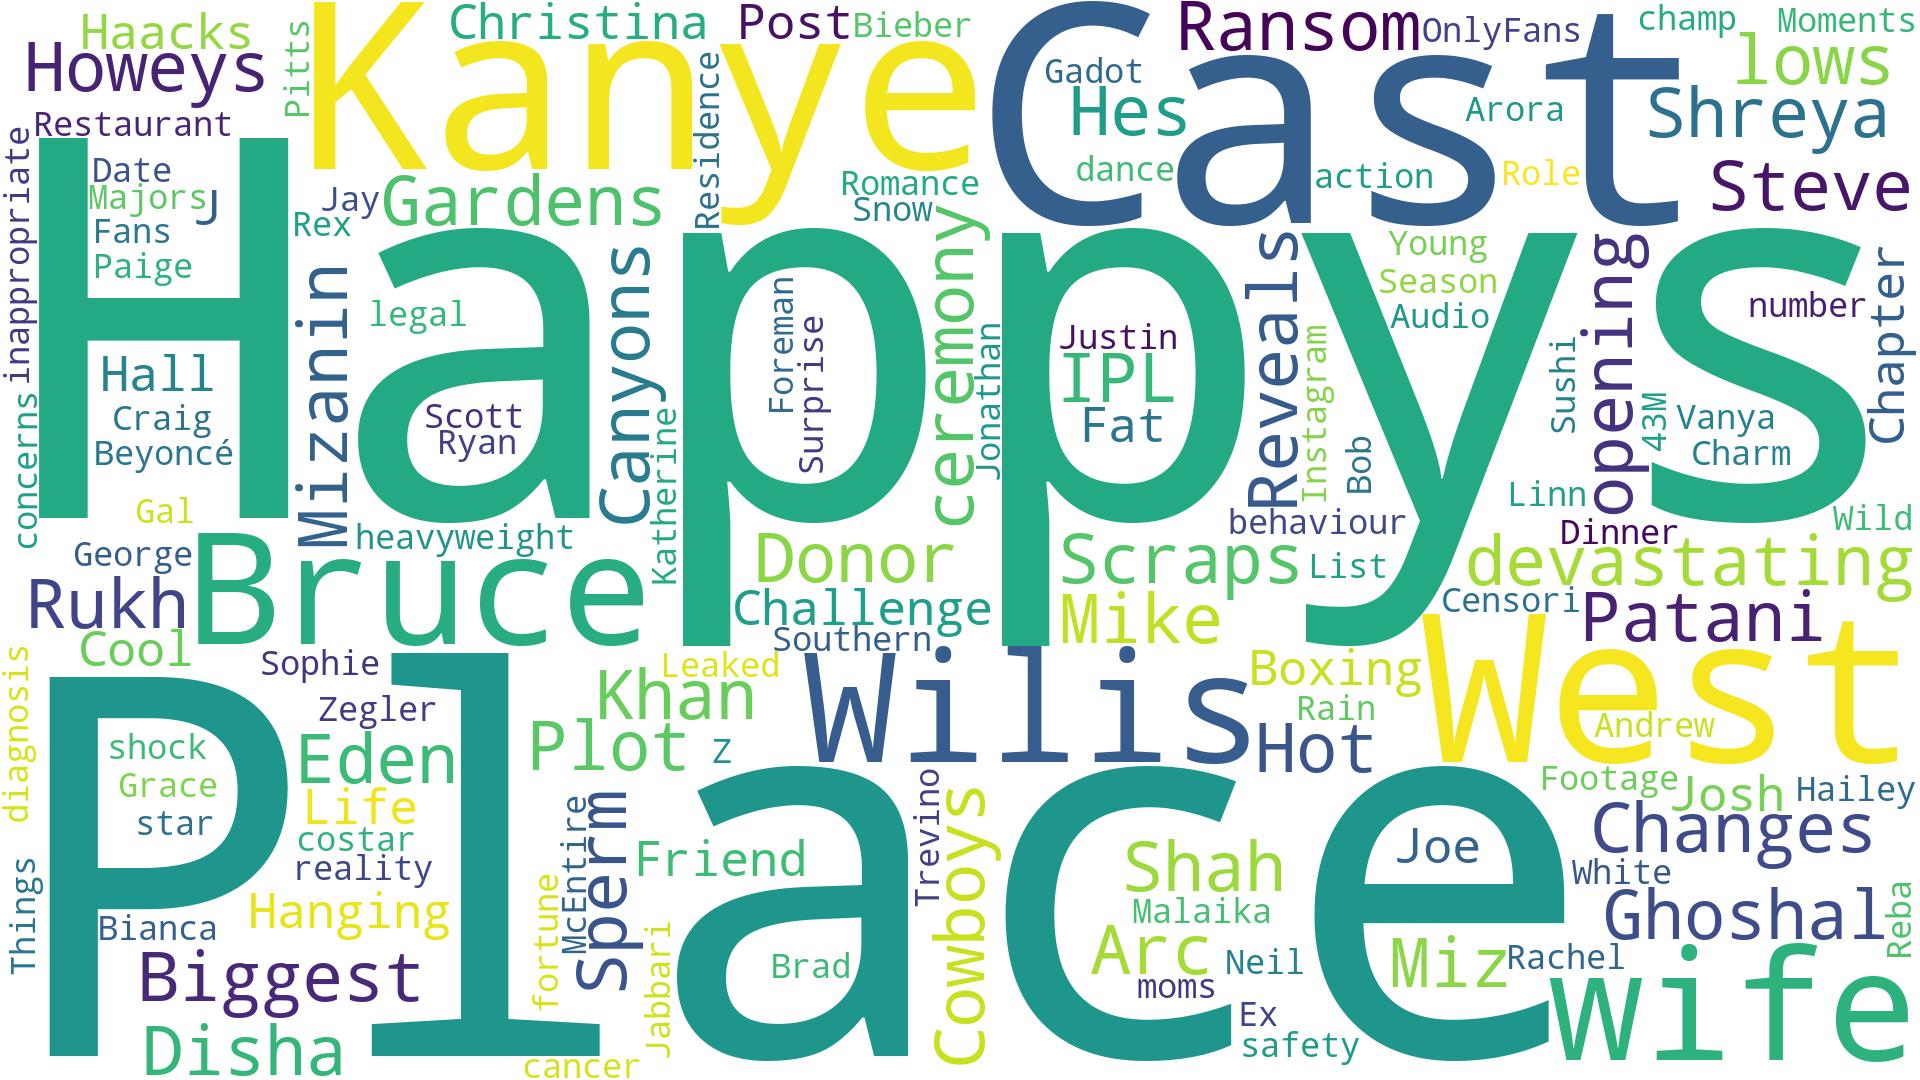 Haacks
Christina
Post
Bieber
Ransom
OnlyFans
champ
Moments
Howeys
Pitts
Kanye
Cast
Gadot
lows
Restaurant
Residence
Hes
Arora
Shreya
inappropriate
Date
Majors
J
Fans
Paige
Jay
Rex
Gardens
Romance
Snow
dance
action
Role
Steve
Happys
Mizanin
legal
Canyons
Foreman
Surprise
ceremony
Jonathan
Justin
IPL
Fat
Reveals
Instagram
Young
Season
Audio
opening
number
Chapter
Hall
Craig
Beyoncé
Scott
Ryan
Katherine
Bob
Sushi
43M
Vanya
Charm
concerns
Gal
George
heavyweight
behaviour
Linn
Dinner
Wild
Rukh
Bruce
Donor
Scraps
List
devastating
Challenge
Mike
Censori
Patani
Cool
Sophie
Southern
Leaked
Khan
Wilis
Boxing
West
diagnosis
Zegler
Rain
Andrew
shock
Grace
star
Eden
Plot
Z
Hot
Place
Life
costar
reality
Footage
Josh
Hailey
Changes
Things
Bianca
Hanging
fortune
McEntire
Sperm
Friend
Trevino
Cowboys
Shah
Joe
White
Malaika
Ghoshal
Reba
Biggest
Jabbari
Brad
Arc
moms
Neil
Miz
Rachel
wife
Disha
cancer
Ex
safety